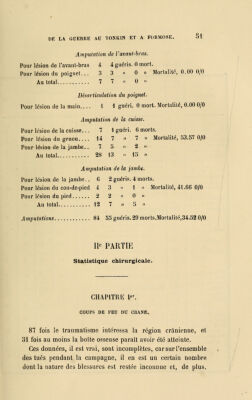 DE LA GUERRE AU TONKIN ET A FORMOSE. 51
Amputation de l'avant-bras.
Pour lésion de l'avant-bras 4 4 guéris. 0 mort.
Pour lésion du poignet... 3 3 » 0 » Mortalité, 0.00 0/0
Au total........... 7 7 » 0 »
Désarticulation du poignet.
Pour lésion de la main.... 1 1 guéri. 0 mort. Mortalité, 0.00 0/0
Amputation de la cuisse.
Pour lésion de la cuisse... 7 1 guéri. 6 morts.
Pour lésion du genou..... 14 7 » 7 » Mortalité, 53.57 0/0
Pour lésion de la jambe.. 7 5 » 2 »
Au total........... 28 13 » 15 »
Amputation de la jambe.
Pour lésion de la jambe.. 6 2 guéris. 4 morts.
Pour lésion du cou-de-pied 4 3 » 1 » Mortalité, 41.66 0/0
Pour lésion du pied...... 2 2 » 0 »
Au total........... 12 7 » 5 »
Amputations........... 84 55 guéris. 29 morts. Mortalité, 34.52 0/0
IIe PARTIE
Statistique chirurgicale.
CHAPITRE Ier.
COUPS DE FEU DU CRANE.
87 fois le traumatisme intéressa la région crânienne, et
31 fois au moins la boîte osseuse paraît avoir été atteinte.
Ces données, il est vrai, sont incomplètes, car sur l'ensemble
des tués pendant la campagne, il en est un certain nombre
dont la nature des blessures est restée inconnue et, de plus,